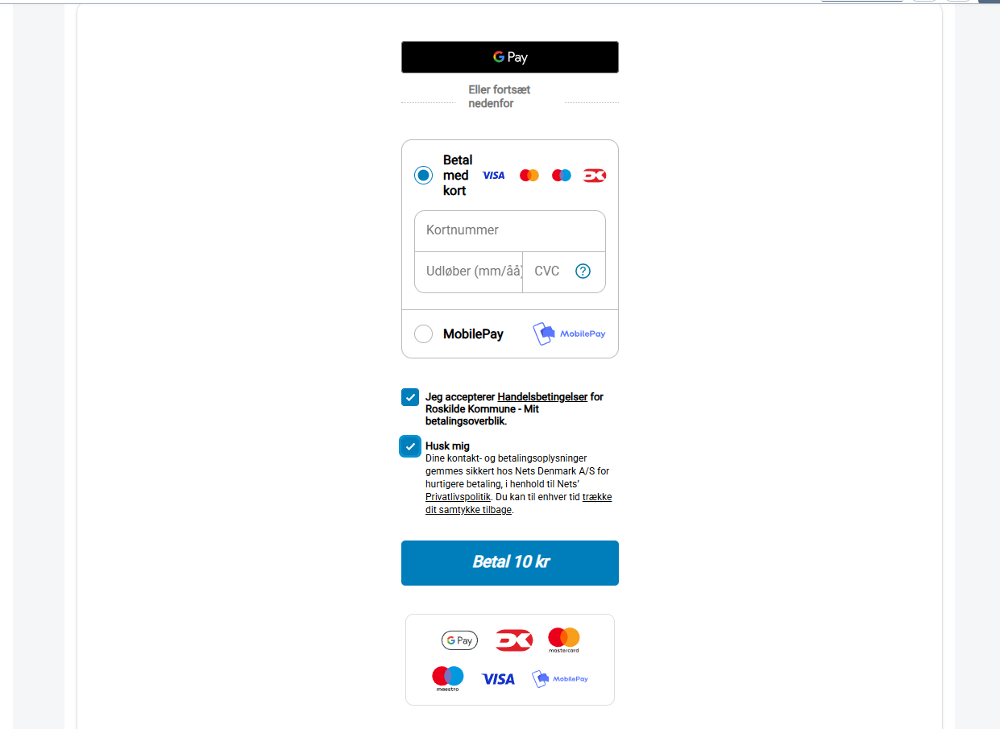 G Pay
Eller fortsæt
nedenfor
Betal
med
kort
VISA
Kortnummer
Udløber (mm/åå)
CVC
?
MobilePay
MobilePay
Jeg accepterer Handelsbetingelser for
Roskilde Kommune - Mit
betalingsoverblik.
Husk mig
Dine kontakt- og betalingsoplysninger
gemmes sikkert hos Nets Denmark A/S for
hurtigere betaling, i henhold til Nets’
Privatlivspolitik. Du kan til enhver tid trække
dit samtykke tilbage.
Betal 10 kr
G Pay
mastercard
maestro
VISA
MobilePay